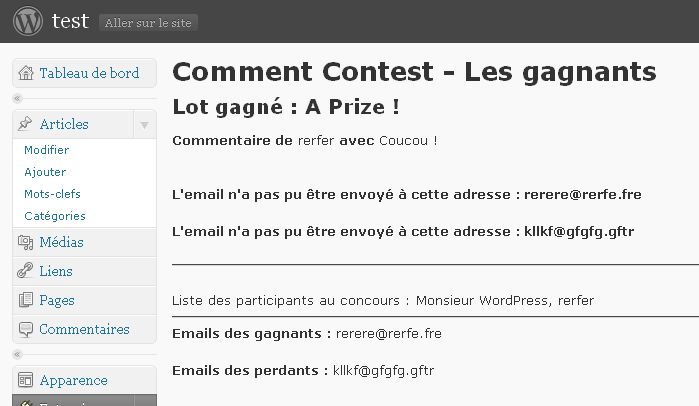 test Aller sur le site
Tableau de bord
Articles
Modifier
Ajouter
Mots-clefs
Catégories
Médias
Liens
Pages
Commentaires
Apparence
Comment Contest - Les gagnants
Lot gagné : A Prize !
Commentaire de rerfer avec Coucou !
L'email n'a pas pu être envoyé à cette adresse : rerere@rerfe.fre
L'email n'a pas pu être envoyé à cette adresse : kllkf@gfgfg.gftr
Liste des participants au concours : Monsieur WordPress, rerfer
Emails des gagnants : rerere@rerfe.fre
Emails des perdants : kllkf@gfgfg.gftr